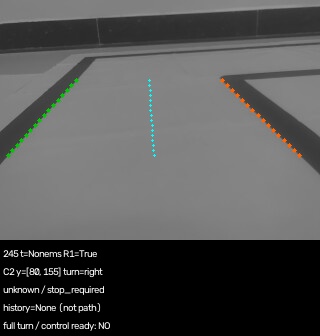 245 t=Nonems R1=True
C2 y=[80, 155] turn=right
unknown / stop_required
history=None (not path)
full turn / control ready: NO